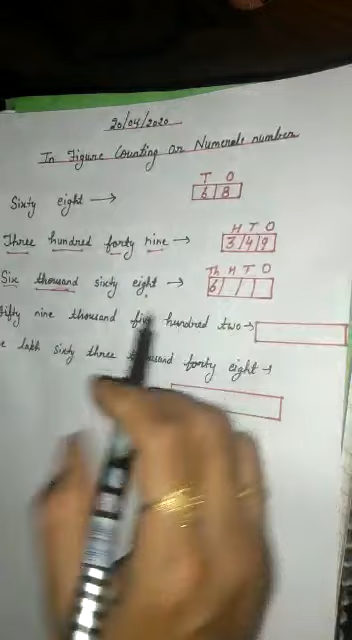 20/04/2020
In Figure Counting or Numerals number
T O
Sixty eight → 6 8
H T O
Three hundred forty nine → 3 4 9
Th H T O
Six thousand sixty eight → 6
Fifty nine thousand five hundred two →
lakh sixty three thousand forty eight →